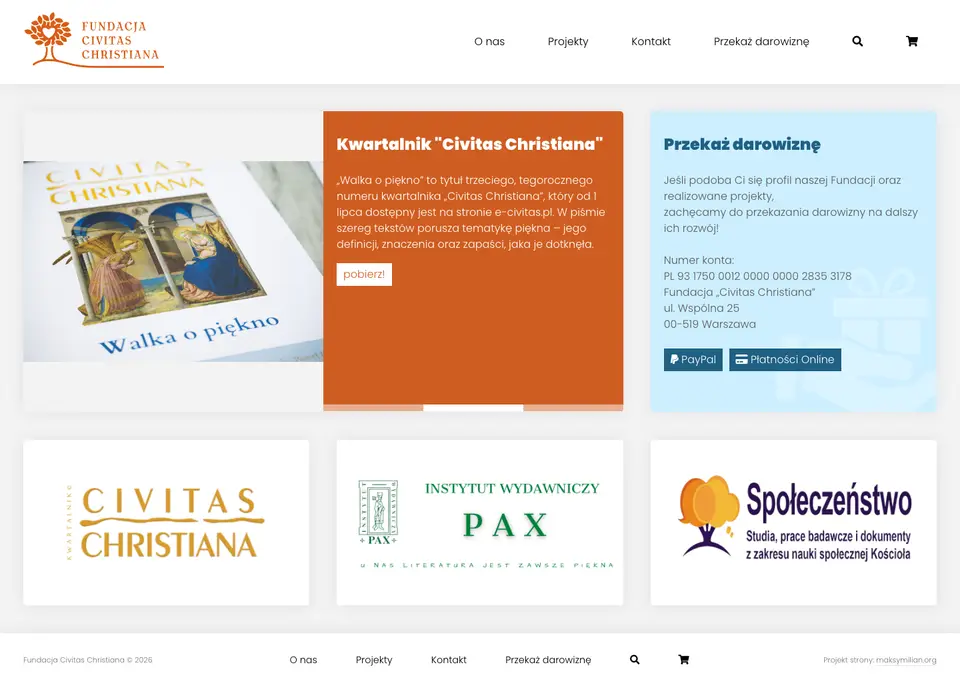 FUNDACJA
CIVITAS
CHRISTIANA
O nas
Projekty
Kontakt
Przekaż darowiznę
CIVITAS
CHRISTIANA
Walka o piękno
Kwartalnik "Civitas Christiana"
„Walka o piękno” to tytuł trzeciego, tegorocznego
numeru kwartalnika „Civitas Christiana”, który od 1
lipca dostępny jest na stronie e-civitas.pl. W piśmie
szereg tekstów porusza tematykę piękna – jego
definicji, znaczenia oraz zapaści, jaka je dotknęła.
pobierz!
Przekaż darowiznę
Jeśli podoba Ci się profil naszej Fundacji oraz
realizowane projekty,
zachęcamy do przekazania darowizny na dalszy
ich rozwój!
Numer konta:
PL 93 1750 0012 0000 0000 2835 3178
Fundacja „Civitas Christiana”
ul. Wspólna 25
00-519 Warszawa
PayPal
Płatności Online
KWARTALNIK
CIVITAS
CHRISTIANA
INSTYTUT
WYDAWNICZY
PAX
INSTYTUT WYDAWNICZY
PAX
U NAS LITERATURA JEST ZAWSZE PIĘKNA
Społeczeństwo
Studia, prace badawcze i dokumenty
z zakresu nauki społecznej Kościoła
Fundacja Civitas Christiana © 2026
O nas
Projekty
Kontakt
Przekaż darowiznę
Projekt strony: maksymilian.org